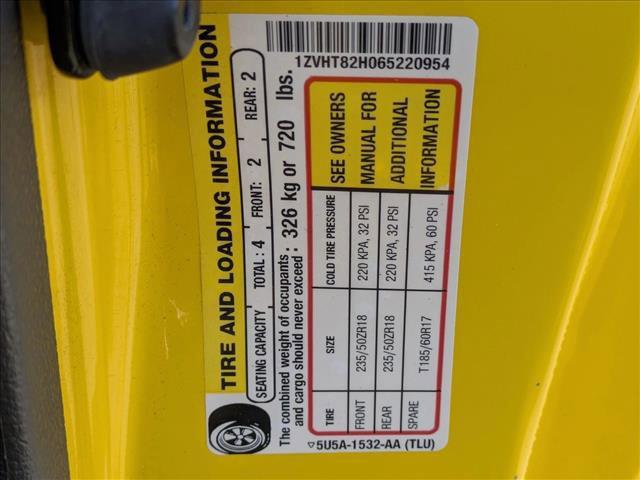 TIRE AND LOADING INFORMATION
SEATING CAPACITY TOTAL : 4 FRONT: 2 REAR: 2
The combined weight of occupants
and cargo should never exceed : 326 kg or 720 lbs.
TIRE SIZE COLD TIRE PRESSURE
FRONT 235/50ZR18 220 KPA, 32 PSI
REAR 235/50ZR18 220 KPA, 32 PSI
SPARE T185/60R17 415 KPA, 60 PSI
SEE OWNERS
MANUAL FOR
ADDITIONAL
INFORMATION
1ZVHT82H065220954
5U5A-1532-AA (TLU)